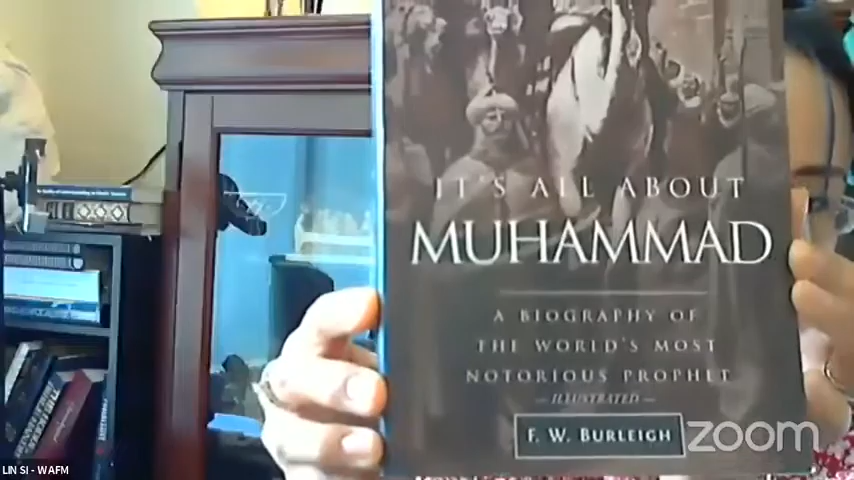 IT'S ALL ABOUT
MUHAMMAD
A BIOGRAPHY OF
THE WORLD'S MOST
NOTORIOUS PROPHET
—ILLUSTRATED—
F. W. BURLEIGH
zoom
LIN SI - WAFM